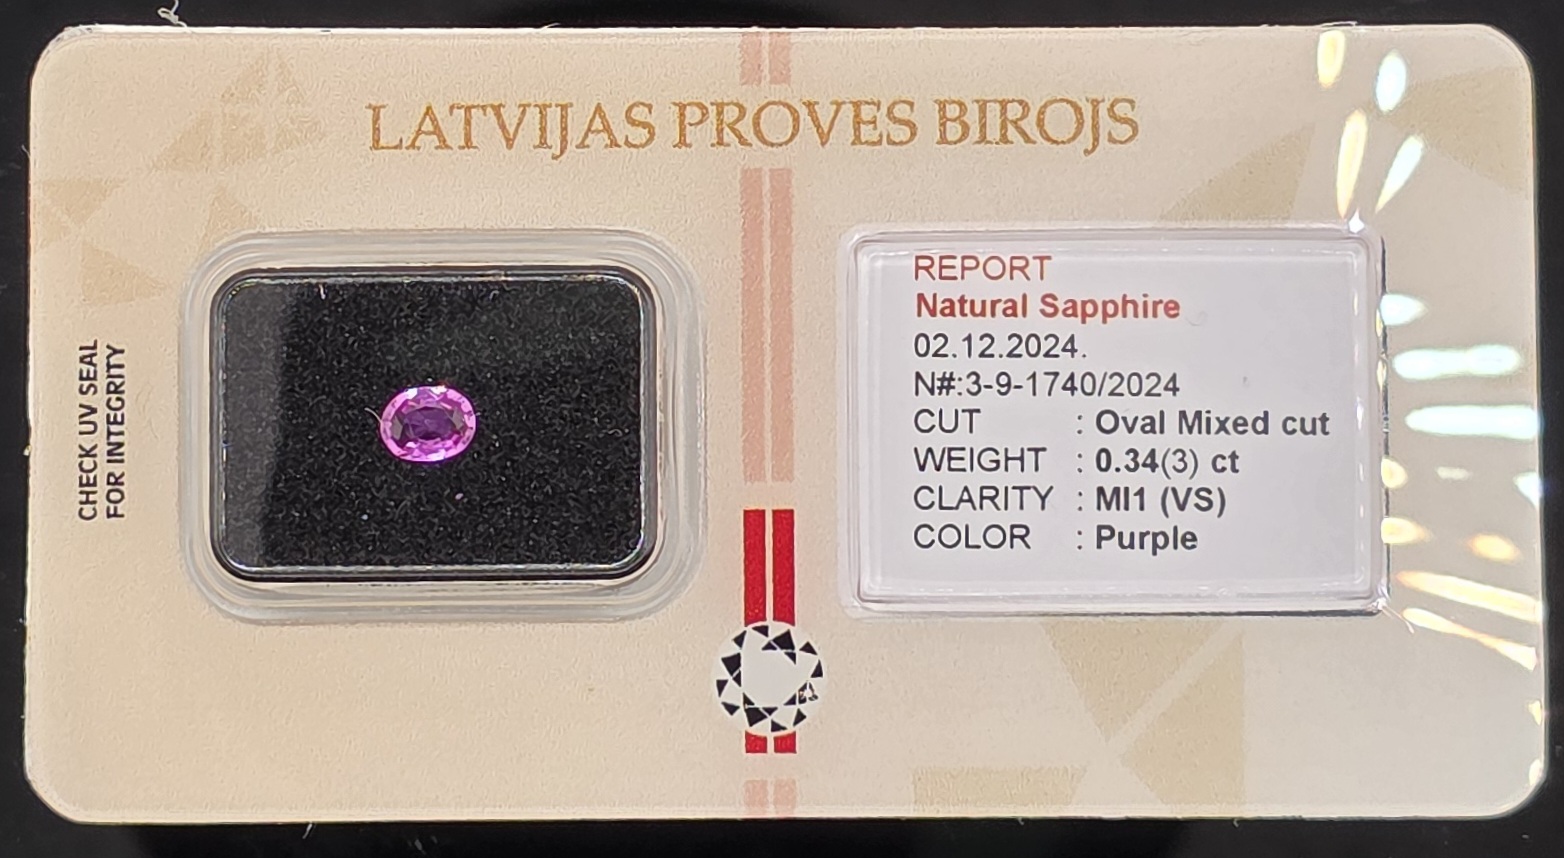 LATVIJAS PROVES BIROJS
CHECK UV SEAL
FOR INTEGRITY
REPORT
Natural Sapphire
02.12.2024.
N#:3-9-1740/2024
CUT : Oval Mixed cut
WEIGHT : 0.34(3) ct
CLARITY : MI1 (VS)
COLOR : Purple